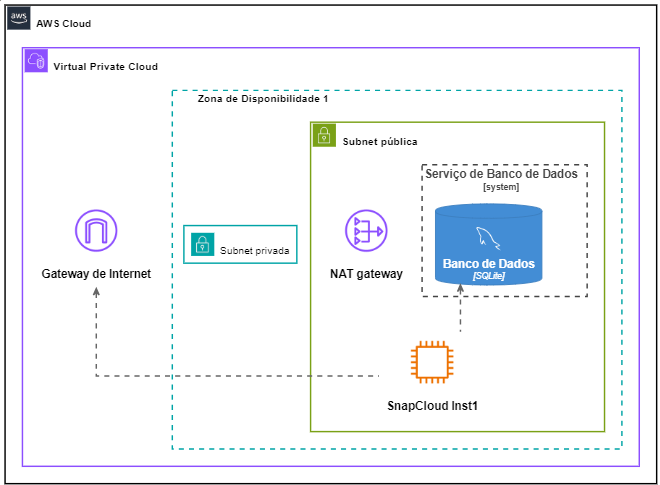 aws
AWS Cloud
Virtual Private Cloud
Zona de Disponibilidade 1
Subnet pública
Serviço de Banco de Dados
[system]
Gateway de Internet
Subnet privada
NAT gateway
Banco de Dados
[SQLite]
SnapCloud Inst1